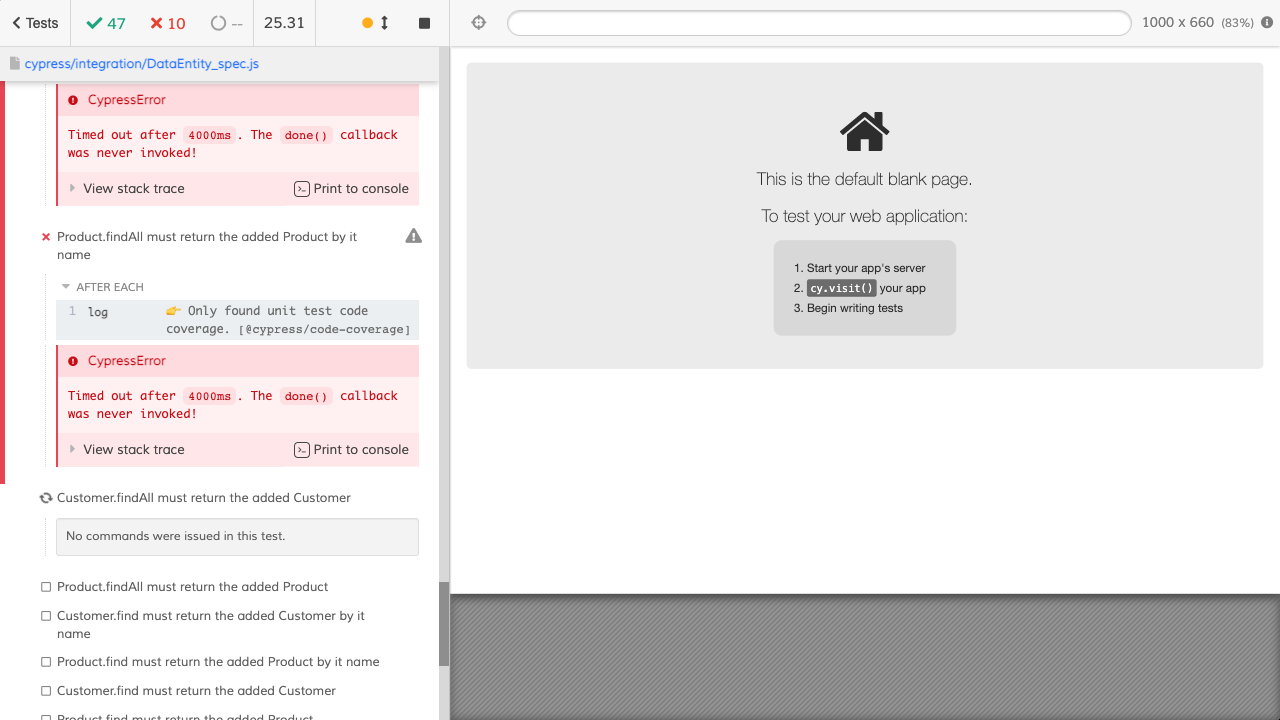 Tests 47 10 -- 25.31
1000 x 660 (83%)
cypress/integration/DataEntity_spec.js
CypressError
Timed out after 4000ms. The done() callback
was never invoked!
View stack trace Print to console
Product.findAll must return the added Product by it
name
AFTER EACH
1 log 👉 Only found unit test code
coverage. [@cypress/code-coverage]
CypressError
Timed out after 4000ms. The done() callback
was never invoked!
View stack trace Print to console
Customer.findAll must return the added Customer
No commands were issued in this test.
Product.findAll must return the added Product
Customer.find must return the added Customer by it
name
Product.find must return the added Product by it name
Customer.find must return the added Customer
Product.find must return the added Product
This is the default blank page.
To test your web application:
1. Start your app's server
2. cy.visit() your app
3. Begin writing tests